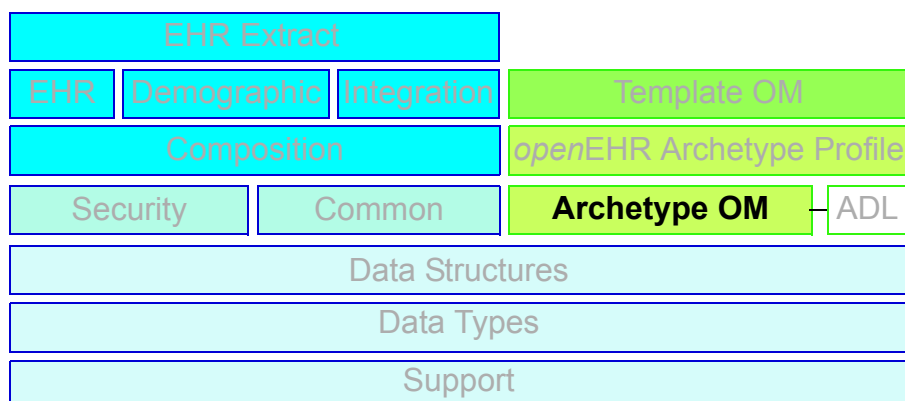 EHR Extract
EHR Demographic Integration Template OM
Composition openEHR Archetype Profile
Security Common Archetype OM ADL
Data Structures
Data Types
Support